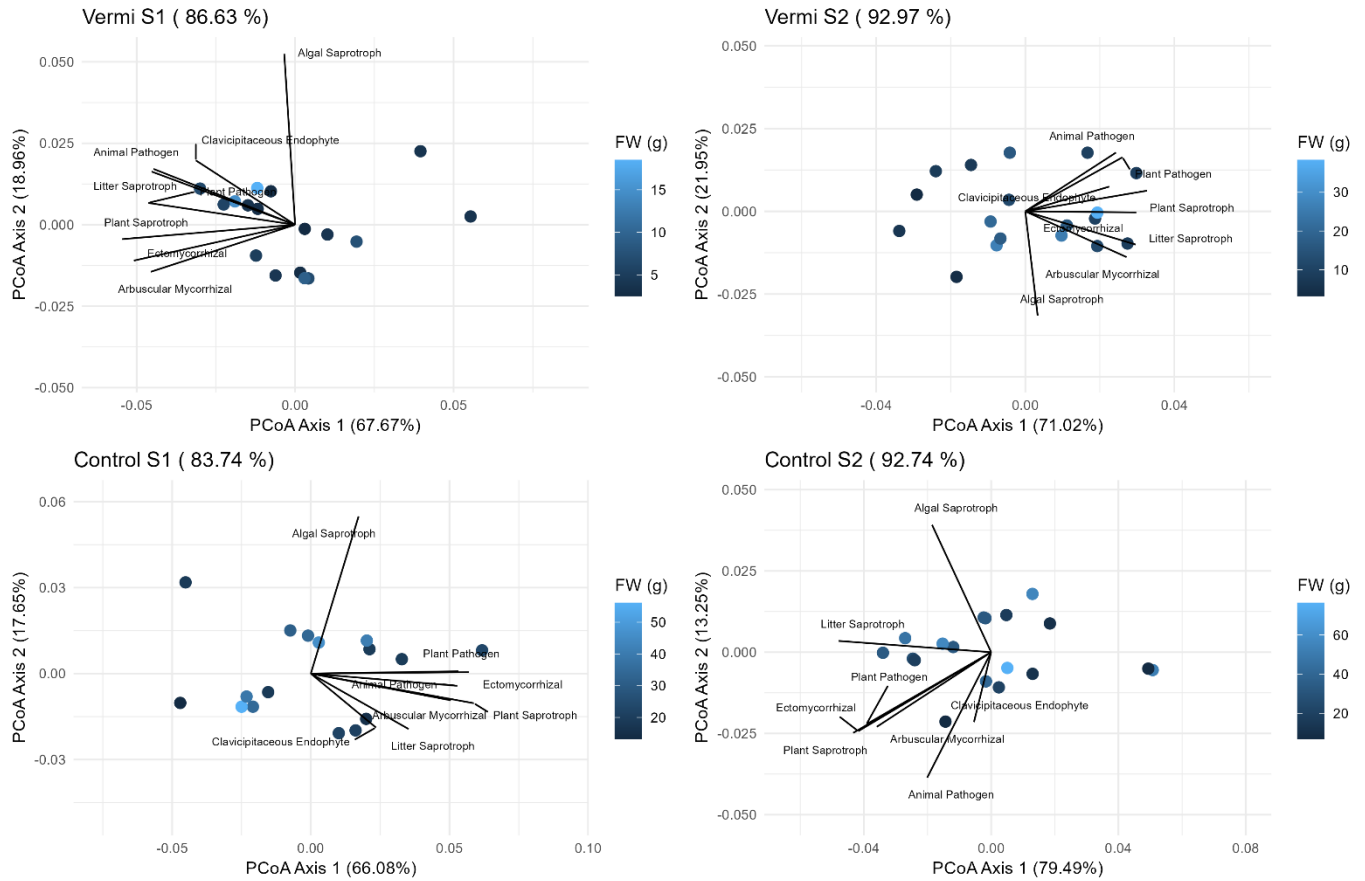 Vermi S1 ( 86.63 %)
0.050
0.025
0.000
-0.025
-0.050
PCoA Axis 2 (18.96%)
Algal Saprotroph
Clavicipitaceous Endophyte
Animal Pathogen
Litter Saprotroph
Plant Pathogen
Plant Saprotroph
Ectomycorrhizal
Arbuscular Mycorrhizal
-0.05
0.00
0.05
PCoA Axis 1 (67.67%)
FW (g)
15
10
5
Vermi S2 ( 92.97 %)
0.050
0.025
0.000
-0.025
-0.050
PCoA Axis 2 (21.95%)
Animal Pathogen
Plant Pathogen
Clavicipitaceous Endophyte
Plant Saprotroph
Ectomycorrhizal
Litter Saprotroph
Arbuscular Mycorrhizal
Algal Saprotroph
-0.04
0.00
0.04
PCoA Axis 1 (71.02%)
FW (g)
30
20
10
Control S1 ( 83.74 %)
0.06
0.03
0.00
-0.03
PCoA Axis 2 (17.65%)
Algal Saprotroph
Plant Pathogen
Animal Pathogen
Ectomycorrhizal
Arbuscular Mycorrhizal
Plant Saprotroph
Clavicipitaceous Endophyte
Litter Saprotroph
-0.05
0.00
0.05
0.10
PCoA Axis 1 (66.08%)
FW (g)
50
40
30
20
Control S2 ( 92.74 %)
0.050
0.025
0.000
-0.025
-0.050
PCoA Axis 2 (13.25%)
Algal Saprotroph
Litter Saprotroph
Plant Pathogen
Ectomycorrhizal
Clavicipitaceous Endophyte
Plant Saprotroph
Arbuscular Mycorrhizal
Animal Pathogen
-0.04
0.00
0.04
0.08
PCoA Axis 1 (79.49%)
FW (g)
60
40
20